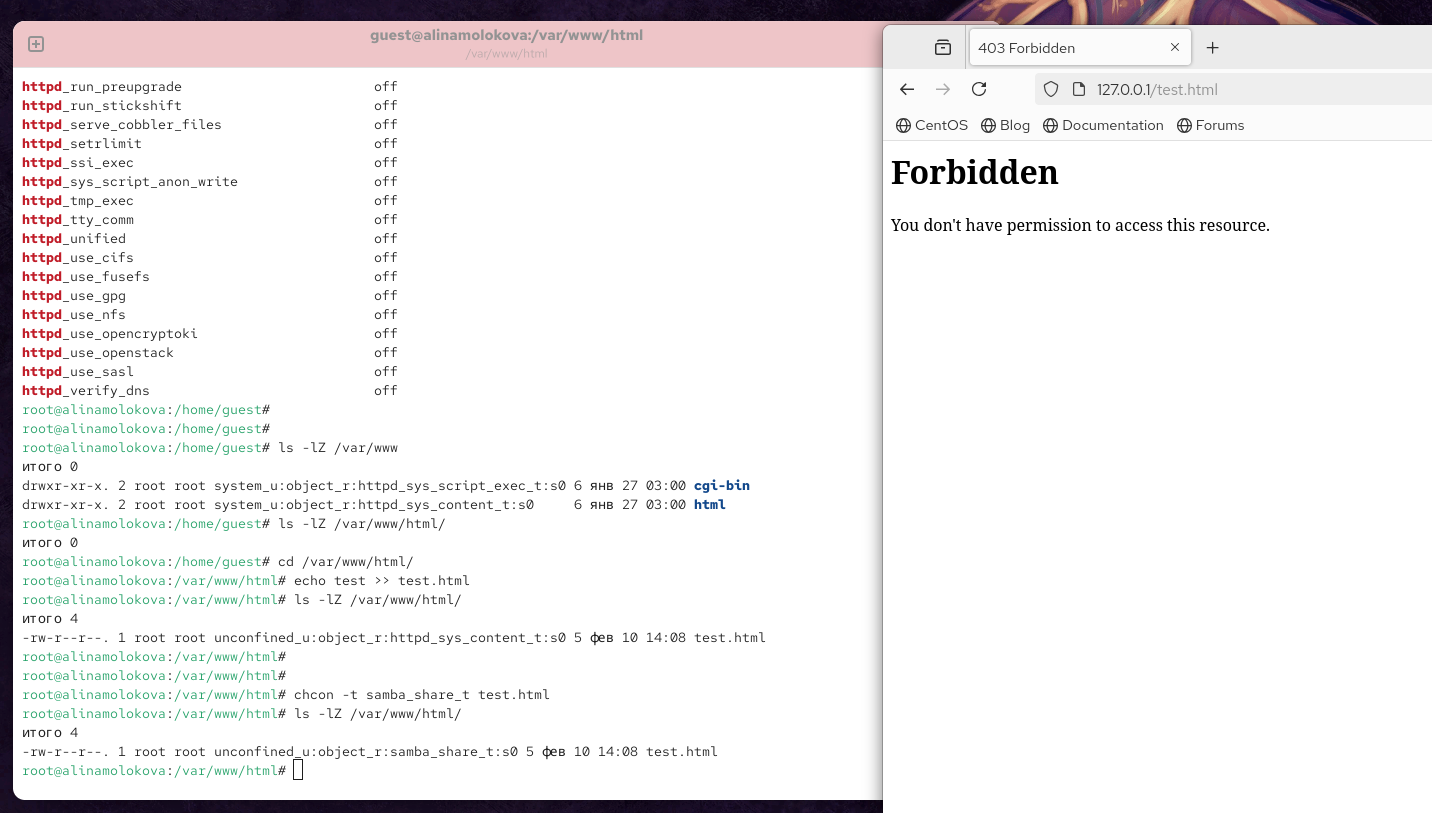 guest@alinamolokova:/var/www/html
/var/www/html
httpd_run_preupgrade off
httpd_run_stickshift off
httpd_serve_cobbler_files off
httpd_setrlimit off
httpd_ssi_exec off
httpd_sys_script_anon_write off
httpd_tmp_exec off
httpd_tty_comm off
httpd_unified off
httpd_use_cifs off
httpd_use_fusefs off
httpd_use_gpg off
httpd_use_nfs off
httpd_use_opencryptoki off
httpd_use_openstack off
httpd_use_sasl off
httpd_verify_dns off
root@alinamolokova:/home/guest#
root@alinamolokova:/home/guest#
root@alinamolokova:/home/guest# ls -lZ /var/www
итого 0
drwxr-xr-x. 2 root root system_u:object_r:httpd_sys_script_exec_t:s0 6 янв 27 03:00 cgi-bin
drwxr-xr-x. 2 root root system_u:object_r:httpd_sys_content_t:s0 6 янв 27 03:00 html
root@alinamolokova:/home/guest# ls -lZ /var/www/html/
итого 0
root@alinamolokova:/home/guest# cd /var/www/html/
root@alinamolokova:/var/www/html# echo test >> test.html
root@alinamolokova:/var/www/html# ls -lZ /var/www/html/
итого 4
-rw-r--r--. 1 root root unconfined_u:object_r:httpd_sys_content_t:s0 5 фев 10 14:08 test.html
root@alinamolokova:/var/www/html#
root@alinamolokova:/var/www/html#
root@alinamolokova:/var/www/html# chcon -t samba_share_t test.html
root@alinamolokova:/var/www/html# ls -lZ /var/www/html/
итого 4
-rw-r--r--. 1 root root unconfined_u:object_r:samba_share_t:s0 5 фев 10 14:08 test.html
root@alinamolokova:/var/www/html#
403 Forbidden
127.0.0.1/test.html
CentOS Blog Documentation Forums
Forbidden
You don't have permission to access this resource.